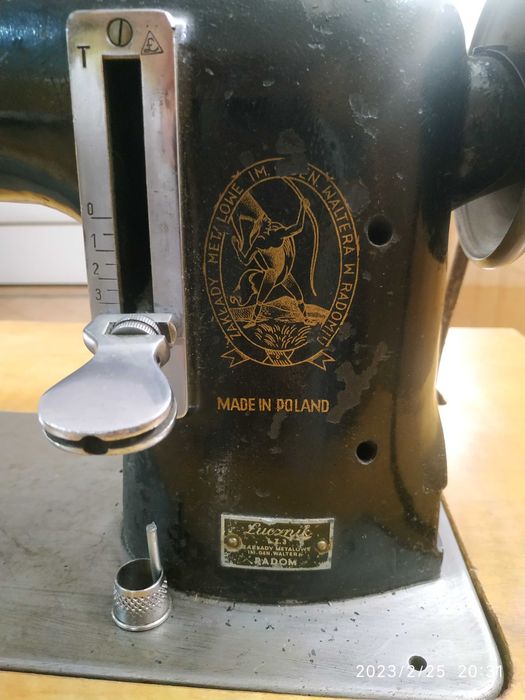 T
0
1
2
3
ZAKŁADY MET. LOWE IM. EN. WALTERA W RADOMIU
MADE IN POLAND
Łucznik
ZAKŁADY METALOWE
IM. GEN. WALTERA
RADOM
2023/2/25 20:31